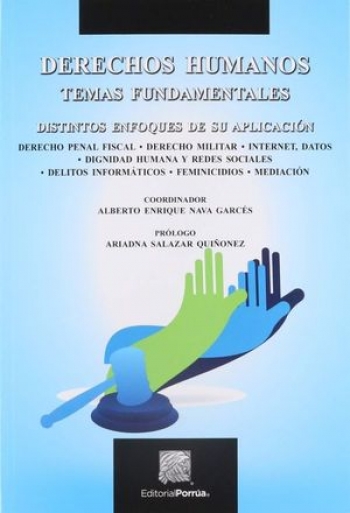 DERECHOS HUMANOS
TEMAS FUNDAMENTALES
DISTINTOS ENFOQUES DE SU APLICACIÓN
DERECHO PENAL FISCAL • DERECHO MILITAR • INTERNET, DATOS
• DIGNIDAD HUMANA Y REDES SOCIALES
• DELITOS INFORMÁTICOS • FEMINICIDIOS • MEDIACIÓN
COORDINADOR
ALBERTO ENRIQUE NAVA GARCÉS
PRÓLOGO
ARIADNA SALAZAR QUIÑONEZ
Editorial Porrúa